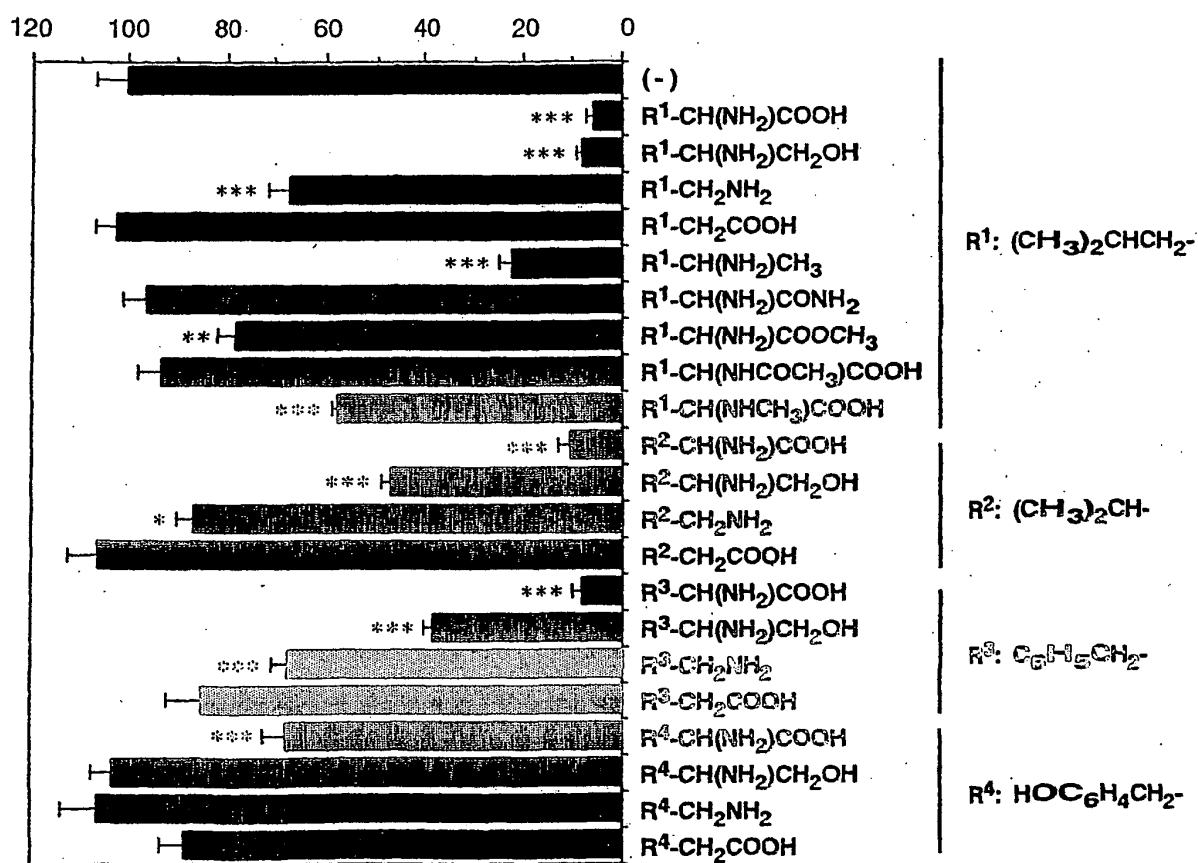 120 100 80 60 40 20 0
(-)
*** R¹-CH(NH₂)COOH
*** R¹-CH(NH₂)CH₂OH
*** R¹-CH₂NH₂
R¹-CH₂COOH
*** R¹-CH(NH₂)CH₃
R¹-CH(NH₂)CONH₂
** R¹-CH(NH₂)COOCH₃
R¹-CH(NHCOCH₃)COOH
*** R¹-CH(NHCH₃)COOH
R¹: (CH₃)₂CHCH₂-
*** R²-CH(NH₂)COOH
*** R²-CH(NH₂)CH₂OH
* R²-CH₂NH₂
R²-CH₂COOH
R²: (CH₃)₂CH-
*** R³-CH(NH₂)COOH
*** R³-CH(NH₂)CH₂OH
*** R³-CH₂NH₂
R³-CH₂COOH
R³: C₆H₅CH₂-
*** R⁴-CH(NH₂)COOH
R⁴-CH(NH₂)CH₂OH
R⁴-CH₂NH₂
R⁴-CH₂COOH
R⁴: HOC₆H₄CH₂-